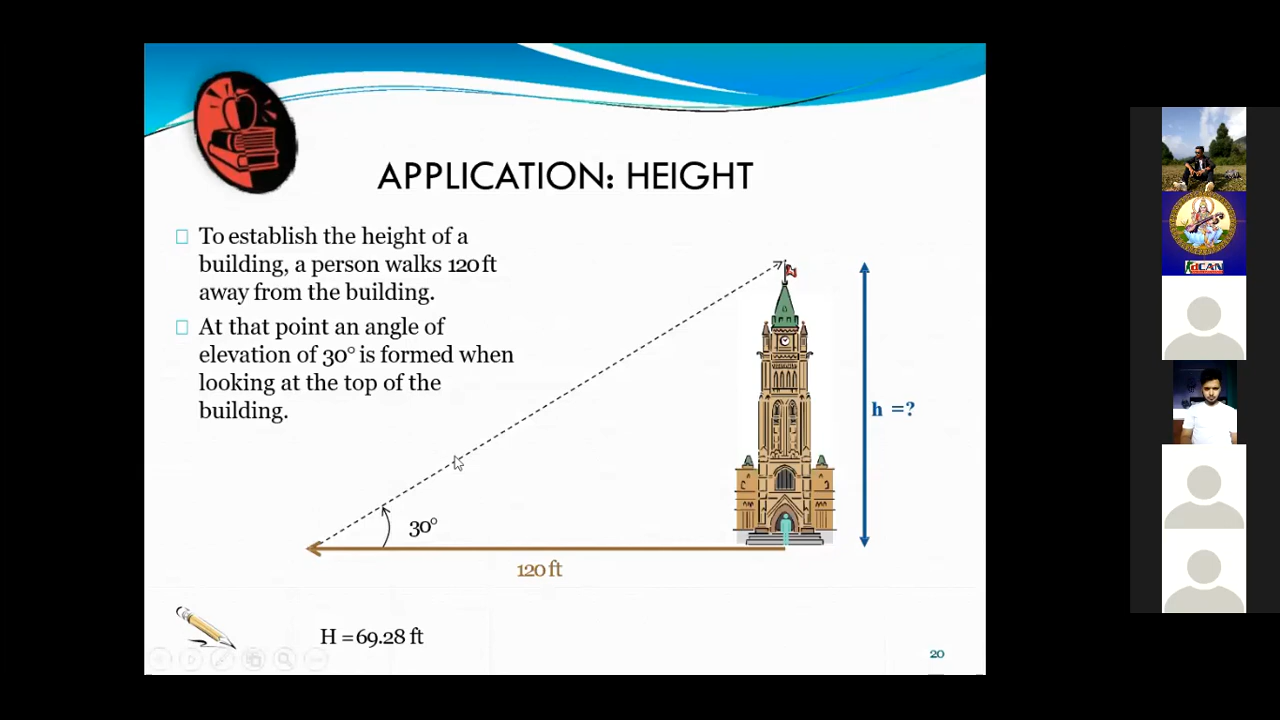 APPLICATION: HEIGHT
To establish the height of a
building, a person walks 120 ft
away from the building.
At that point an angle of
elevation of 30° is formed when
looking at the top of the
building.
h =?
30°
120 ft
H = 69.28 ft
20